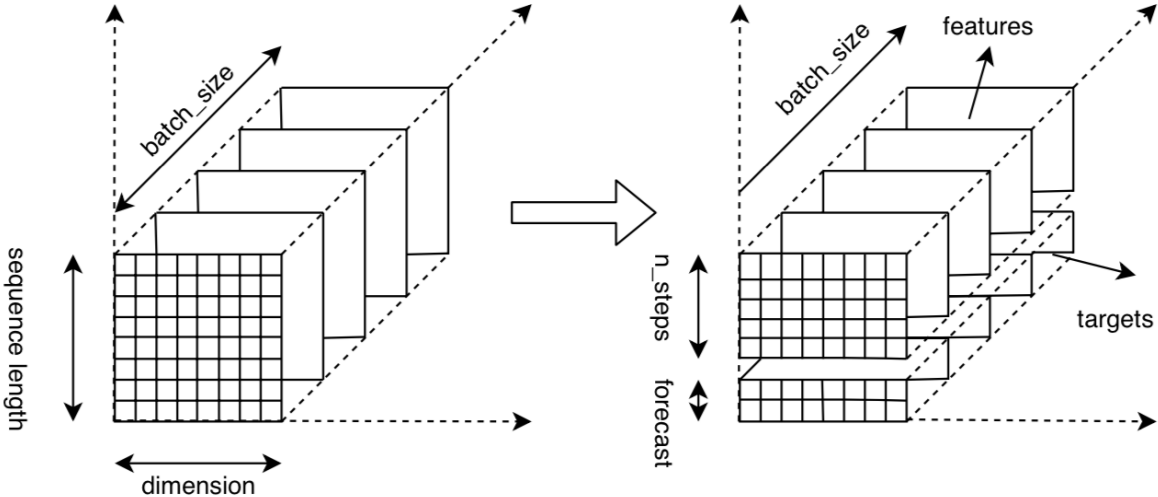 batch_size
sequence length
dimension
batch_size
features
n_steps
targets
forecast